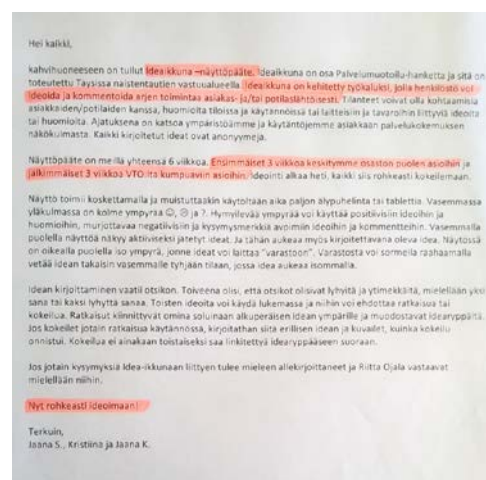 Hei kaikki,
kahvihuoneeseen on tullut Ideaikkuna –näyttöpääte. Ideaikkuna on osa Palvelumuotoilu-hanketta ja sitä on
toteutettu Taysissa naistentautien vastuualueella. Ideaikkuna on kehitetty työkaluksi, jolla henkilöstö voi
ideoida ja kommentoida arjen toimintaa asiakas- ja/tai potilaslähtöisesti. Tilanteet voivat olla kohtaamisia
asiakkaiden/potilaiden kanssa, huomioita tiloissa ja käytännöissä tai laitteisiin ja tavaroihin liittyviä ideoita
tai huomioita. Ajatuksena on katsoa ympäristöämme ja käytäntöjemme asiakkaan palvelukokemuksen
näkökulmasta. Kaikki kirjoitetut ideat ovat anonyymejä.
Näyttöpääte on meillä yhteensä 6 viikkoa. Ensimmäiset 3 viikkoa keskitymme osaston puolen asioihin ja
jälkimmäiset 3 viikkoa VTO:lta kumpuaviin asioihin. Ideointi alkaa heti, kaikki siis rohkeasti kokeilemaan.
Näyttö toimii koskettamalla ja muistuttaakin käytöltään aika paljon älypuhelinta tai tablettia. Vasemmassa
yläkulmassa on kolme ympyrää ☺, ☹ ja ?. Hymyilevää ympyrää voi käyttää positiivisiin ideoihin ja
huomioihin, murjottavaa negatiivisiin ja kysymysmerkkiä avoimiin ideoihin ja kommentteihin. Vasemmalla
puolella näyttöä näkyy aktiiviseksi jätetyt ideat. Ja tähän aukeaa myös kirjoitettavana oleva idea. Näytössä
on oikealla puolella iso ympyrä, jonne ideat voi laittaa "varastoon". Varastosta voi sormella raahaamalla
vetää idean takaisin vasemmalle tyhjään tilaan, jossa idea aukeaa isommalla.
Idean kirjoittaminen vaatii otsikon. Toiveena olisi, että otsikot olisivat lyhyitä ja ytimekkäitä, mielellään yksi
sana tai kaksi lyhyttä sanaa. Toisten ideoita voi käydä lukemassa ja niihin voi ehdottaa ratkaisua tai
kokeilua. Ratkaisut kiinnittyvät omina soluinaan alkuperäisen idean ympärille ja muodostavat idearyppäitä.
Jos kokeilet jotain ratkaisua käytännössä, kirjoitathan siitä erillisen idean ja kuvailet, kuinka kokeilu
onnistui. Kokeilua ei ainakaan toistaiseksi saa linkitettyä idearyppääseen suoraan.
Jos jotain kysymyksiä Idea-ikkunaan liittyen tulee mieleen allekirjoittaneet ja Riitta Ojala vastaavat
mielellään niihin.
Nyt rohkeasti ideoimaan!
Terkuin,
Jaana S., Kristiina ja Jaana K.